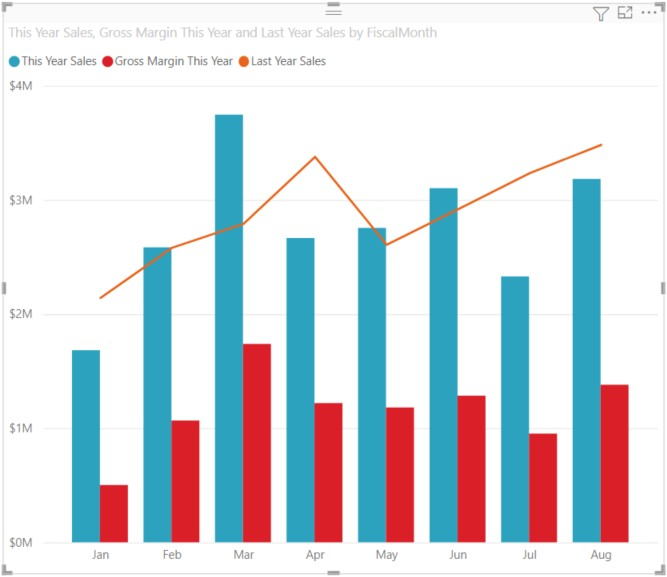 This Year Sales, Gross Margin This Year and Last Year Sales by FiscalMonth
This Year Sales Gross Margin This Year Last Year Sales
$4M
$3M
$2M
$1M
$0M
Jan Feb Mar Apr May Jun Jul Aug